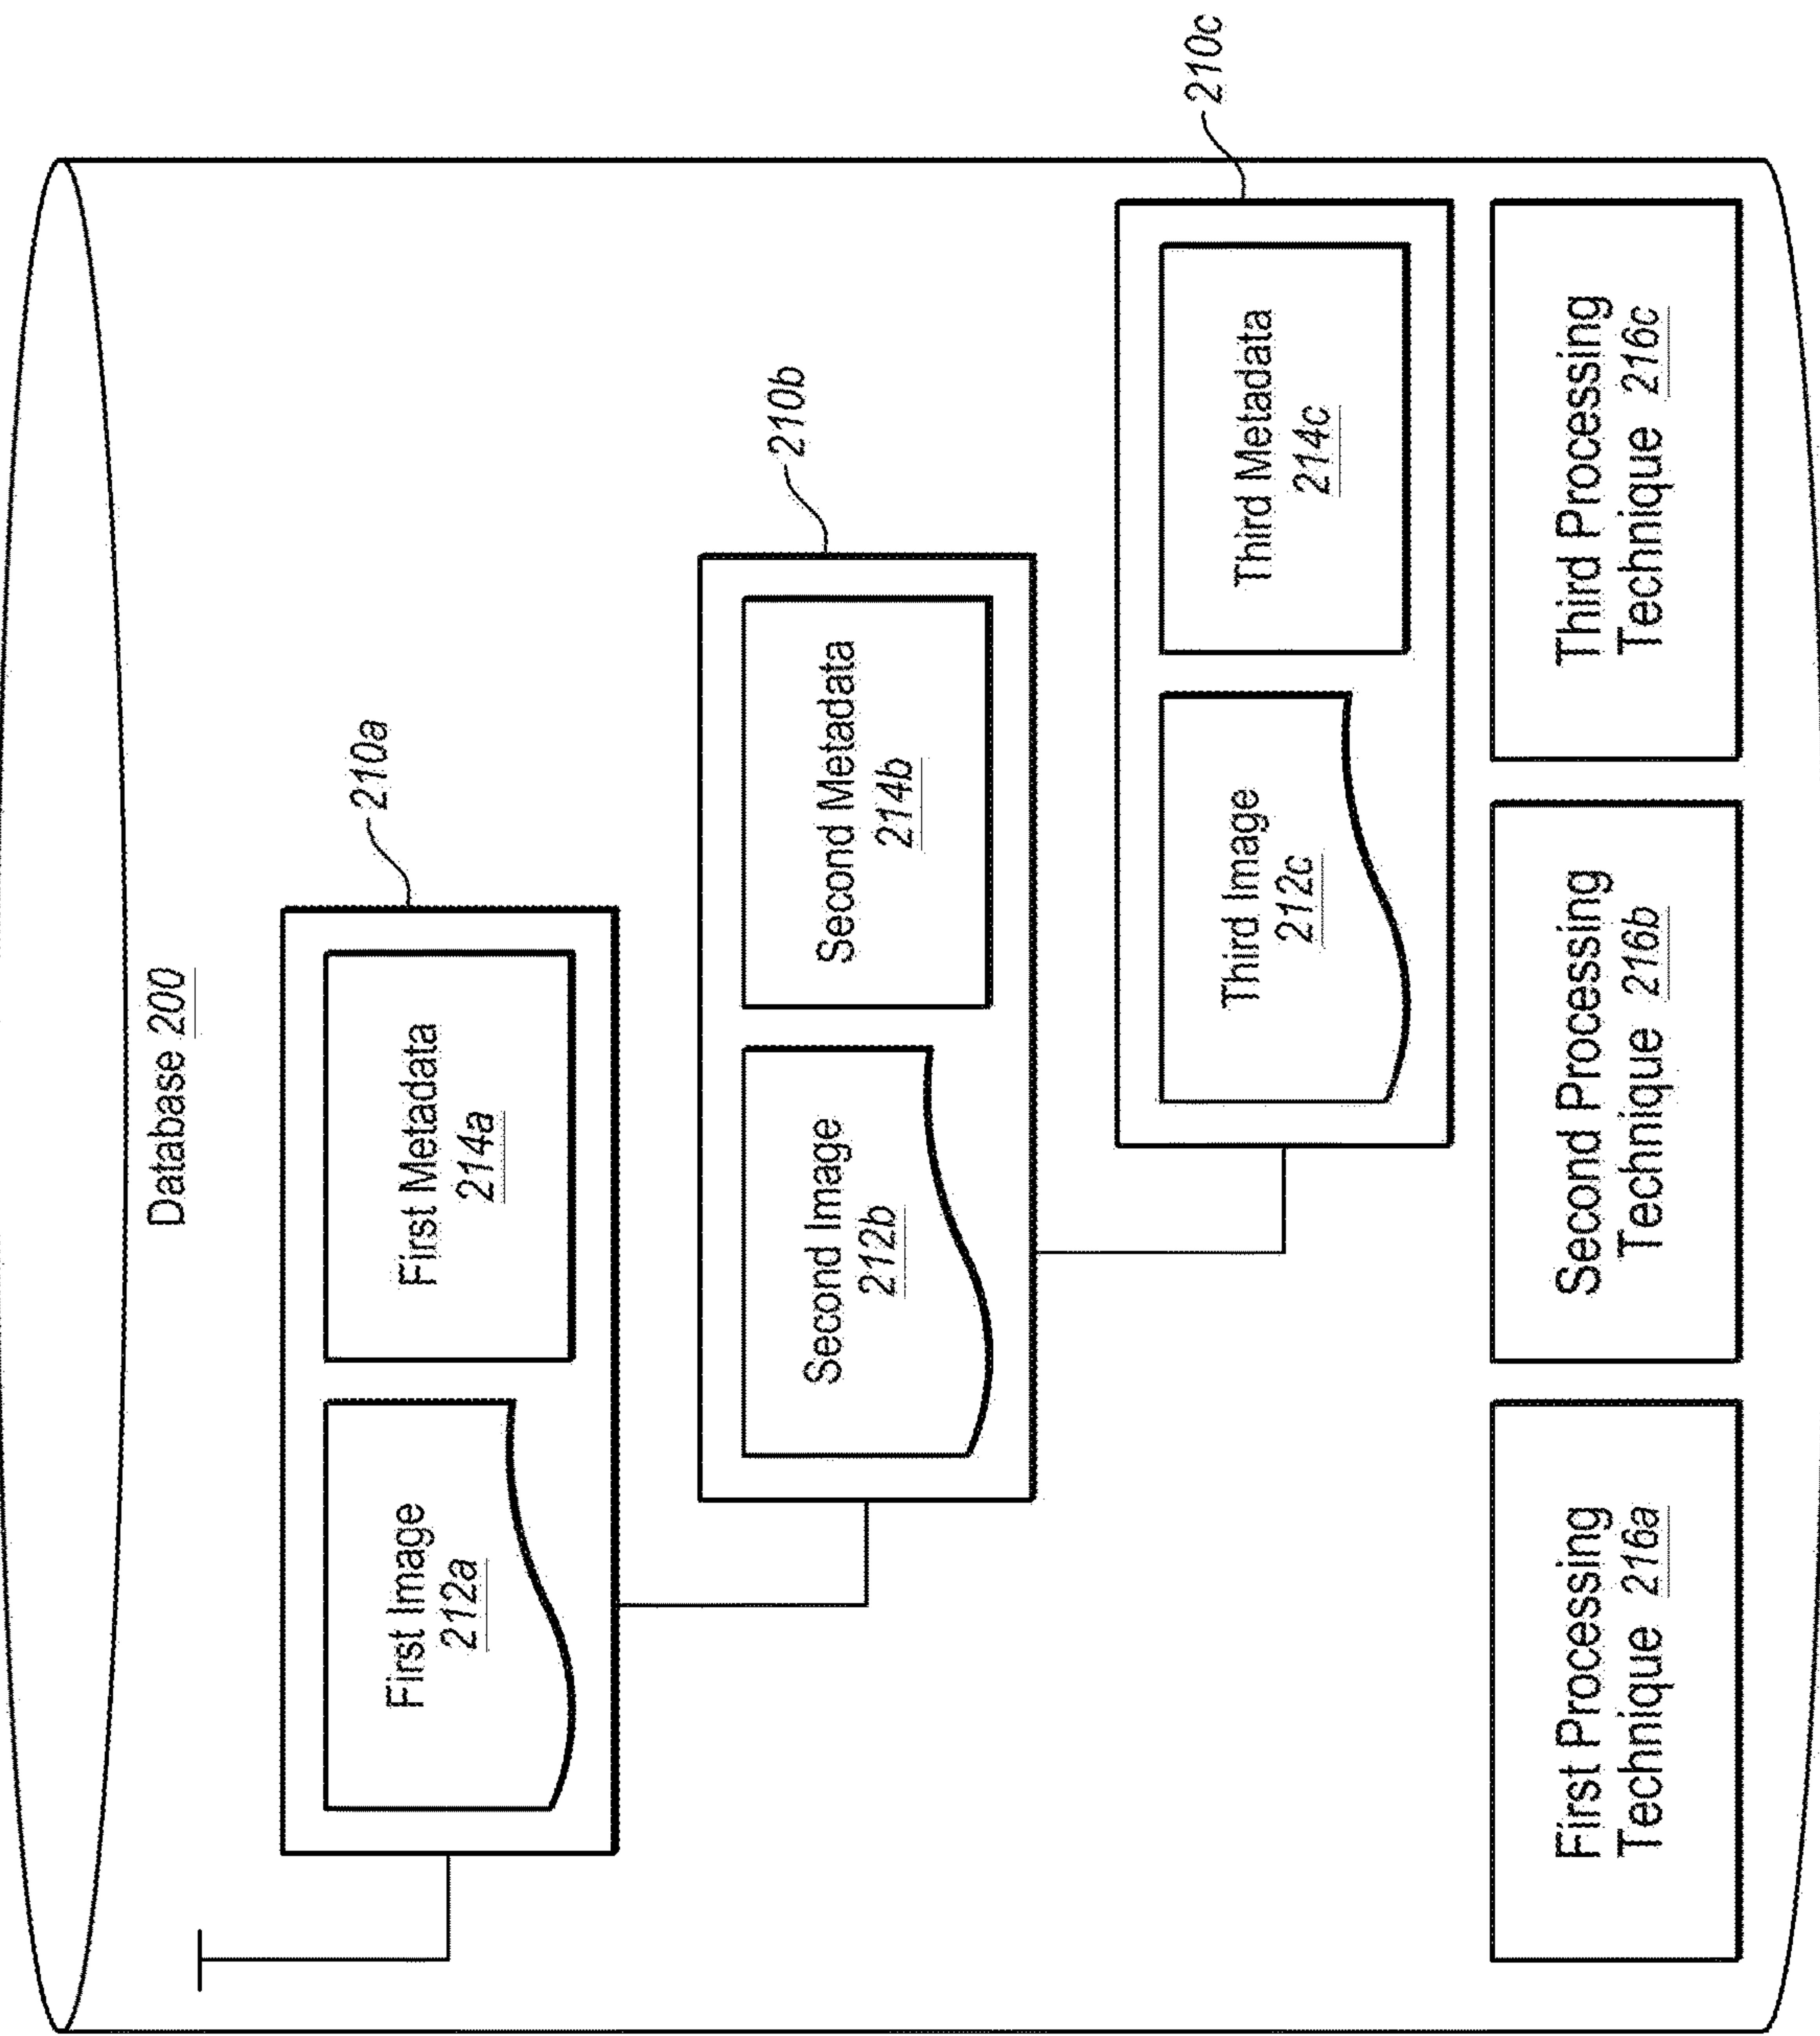 Database 200
210a
First Image
212a
First Metadata
214a
210b
Second Image
212b
Second Metadata
214b
210c
Third Image
212c
Third Metadata
214c
First Processing
Technique 216a
Second Processing
Technique 216b
Third Processing
Technique 216c